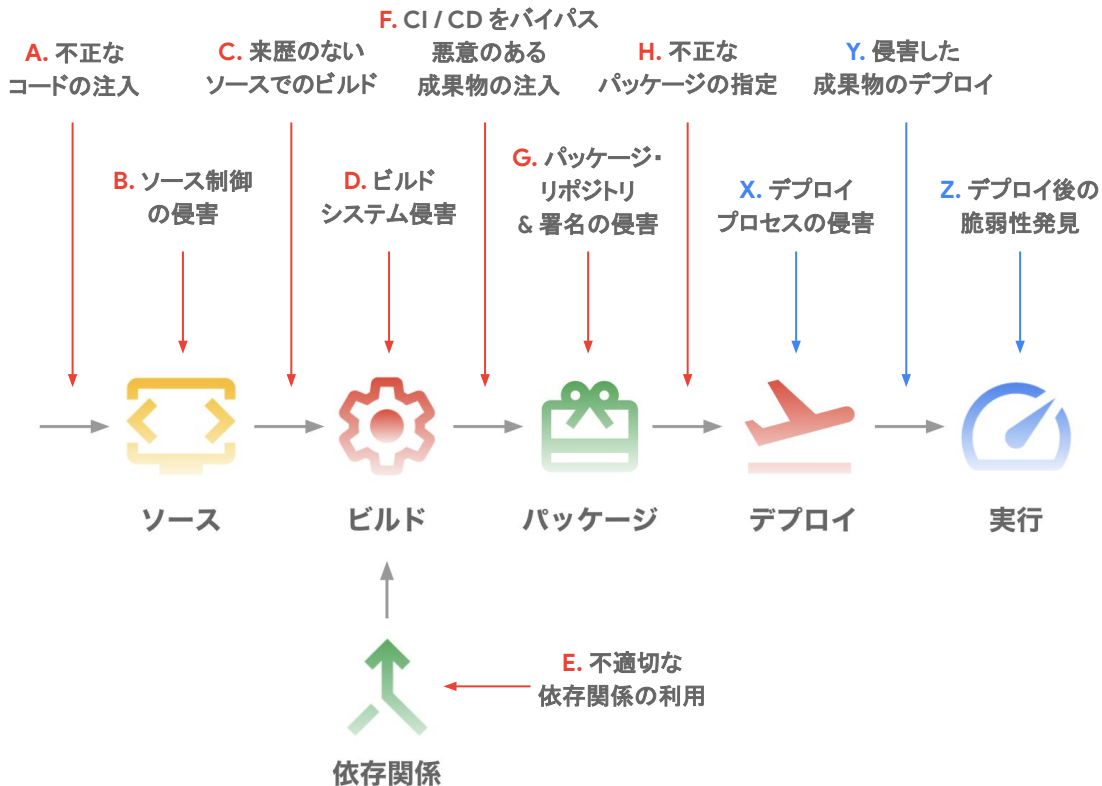 A. 不正な
コードの注入
B. ソース制御
の侵害
C. 来歴のない
ソースでのビルド
D. ビルド
システム侵害
F. CI / CD をバイパス
悪意のある
成果物の注入
G. パッケージ・
リポジトリ
& 署名の侵害
H. 不正な
パッケージの指定
X. デプロイ
プロセスの侵害
Y. 侵害した
成果物のデプロイ
Z. デプロイ後の
脆弱性発見
ソース
ビルド
パッケージ
デプロイ
実行
E. 不適切な
依存関係の利用
依存関係